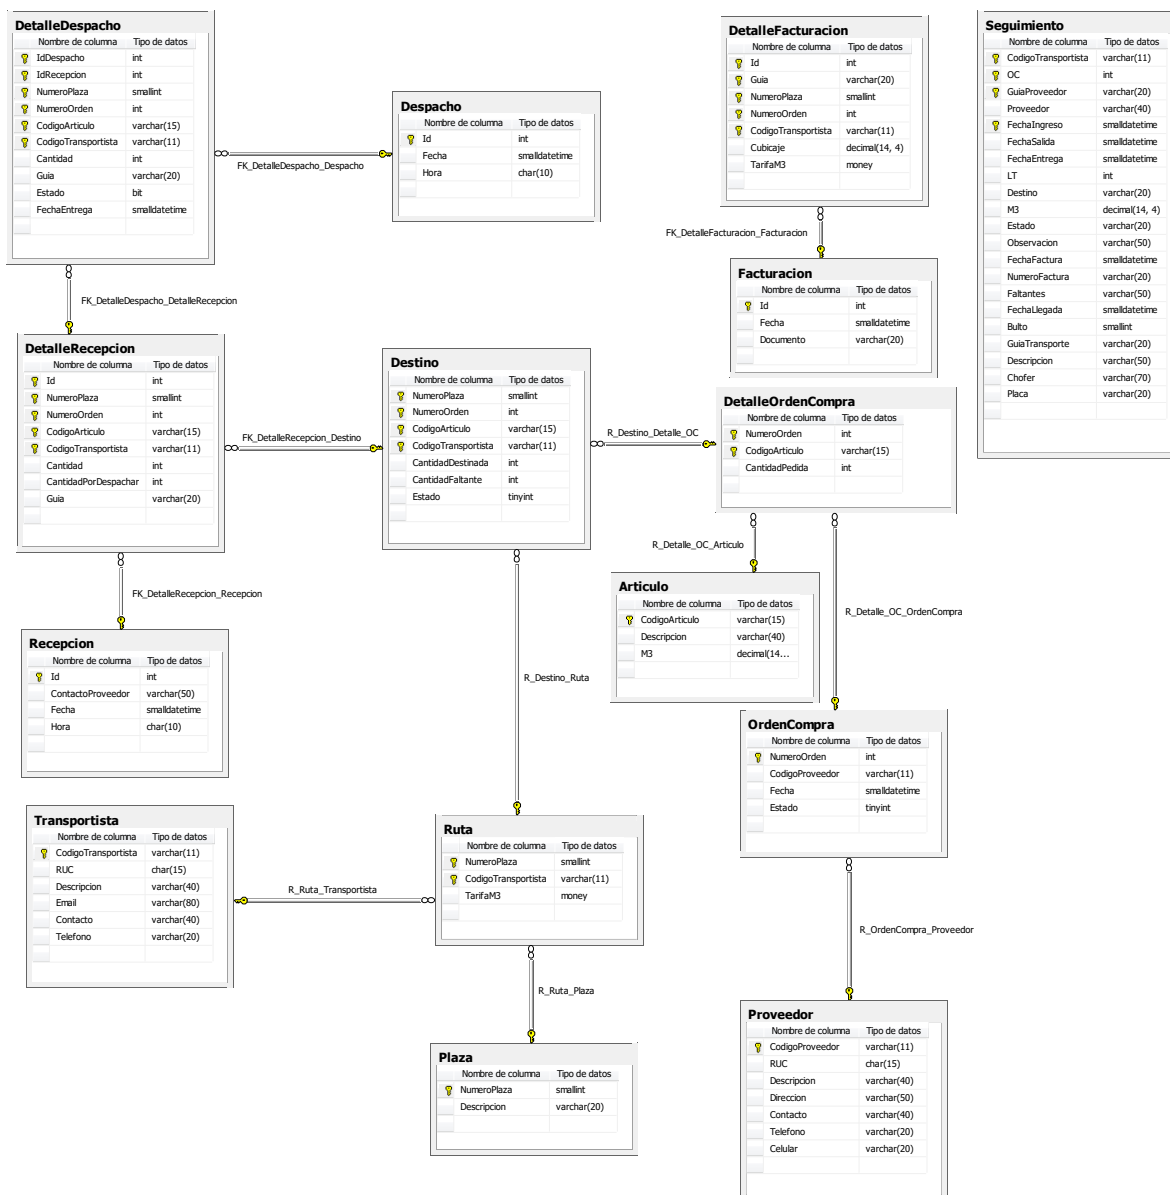 DetalleDespacho
Nombre de columna Tipo de datos
IdDespacho int
IdRecepcion int
NumeroPlaza smallint
NumeroOrden int
CodigoArticulo varchar(15)
CodigoTransportista varchar(11)
Cantidad int
Guia varchar(20)
Estado bit
FechaEntrega smalldatetime
FK_DetalleDespacho_Despacho
Despacho
Nombre de columna Tipo de datos
Id int
Fecha smalldatetime
Hora char(10)
DetalleFacturacion
Nombre de columna Tipo de datos
Id int
Guia varchar(20)
NumeroPlaza smallint
NumeroOrden int
CodigoTransportista varchar(11)
Cubicaje decimal(14, 4)
TarifaM3 money
FK_DetalleFacturacion_Facturacion
Facturacion
Nombre de columna Tipo de datos
Id int
Fecha smalldatetime
Documento varchar(20)
Seguimiento
Nombre de columna Tipo de datos
CodigoTransportista varchar(11)
OC int
GuiaProveedor varchar(20)
Proveedor varchar(40)
FechaIngreso smalldatetime
FechaSalida smalldatetime
FechaEntrega smalldatetime
LT int
Destino varchar(20)
M3 decimal(14, 4)
Estado varchar(20)
Observacion varchar(50)
FechaFactura smalldatetime
NumeroFactura varchar(20)
Faltantes varchar(50)
FechaLlegada smalldatetime
Bulto smallint
GuiaTransporte varchar(20)
Descripcion varchar(50)
Chofer varchar(70)
Placa varchar(20)
FK_DetalleDespacho_DetalleRecepcion
DetalleRecepcion
Nombre de columna Tipo de datos
Id int
NumeroPlaza smallint
NumeroOrden int
CodigoArticulo varchar(15)
CodigoTransportista varchar(11)
Cantidad int
CantidadPorDespachar int
Guia varchar(20)
FK_DetalleRecepcion_Destino
Destino
Nombre de columna Tipo de datos
NumeroPlaza smallint
NumeroOrden int
CodigoArticulo varchar(15)
CodigoTransportista varchar(11)
CantidadDestinada int
CantidadFaltante int
Estado tinyint
R_Destino_Detalle_OC
DetalleOrdenCompra
Nombre de columna Tipo de datos
NumeroOrden int
CodigoArticulo varchar(15)
CantidadPedida int
R_Detalle_OC_Articulo
Articulo
Nombre de columna Tipo de datos
CodigoArticulo varchar(15)
Descripcion varchar(40)
M3 decimal(14...
R_Detalle_OC_OrdenCompra
FK_DetalleRecepcion_Recepcion
Recepcion
Nombre de columna Tipo de datos
Id int
ContactoProveedor varchar(50)
Fecha smalldatetime
Hora char(10)
R_Destino_Ruta
OrdenCompra
Nombre de columna Tipo de datos
NumeroOrden int
CodigoProveedor varchar(11)
Fecha smalldatetime
Estado tinyint
Transportista
Nombre de columna Tipo de datos
CodigoTransportista varchar(11)
RUC char(15)
Descripcion varchar(40)
Email varchar(80)
Contacto varchar(40)
Telefono varchar(20)
R_Ruta_Transportista
Ruta
Nombre de columna Tipo de datos
NumeroPlaza smallint
CodigoTransportista varchar(11)
TarifaM3 money
R_OrdenCompra_Proveedor
R_Ruta_Plaza
Plaza
Nombre de columna Tipo de datos
NumeroPlaza smallint
Descripcion varchar(20)
Proveedor
Nombre de columna Tipo de datos
CodigoProveedor varchar(11)
RUC char(15)
Descripcion varchar(40)
Direccion varchar(50)
Contacto varchar(40)
Telefono varchar(20)
Celular varchar(20)